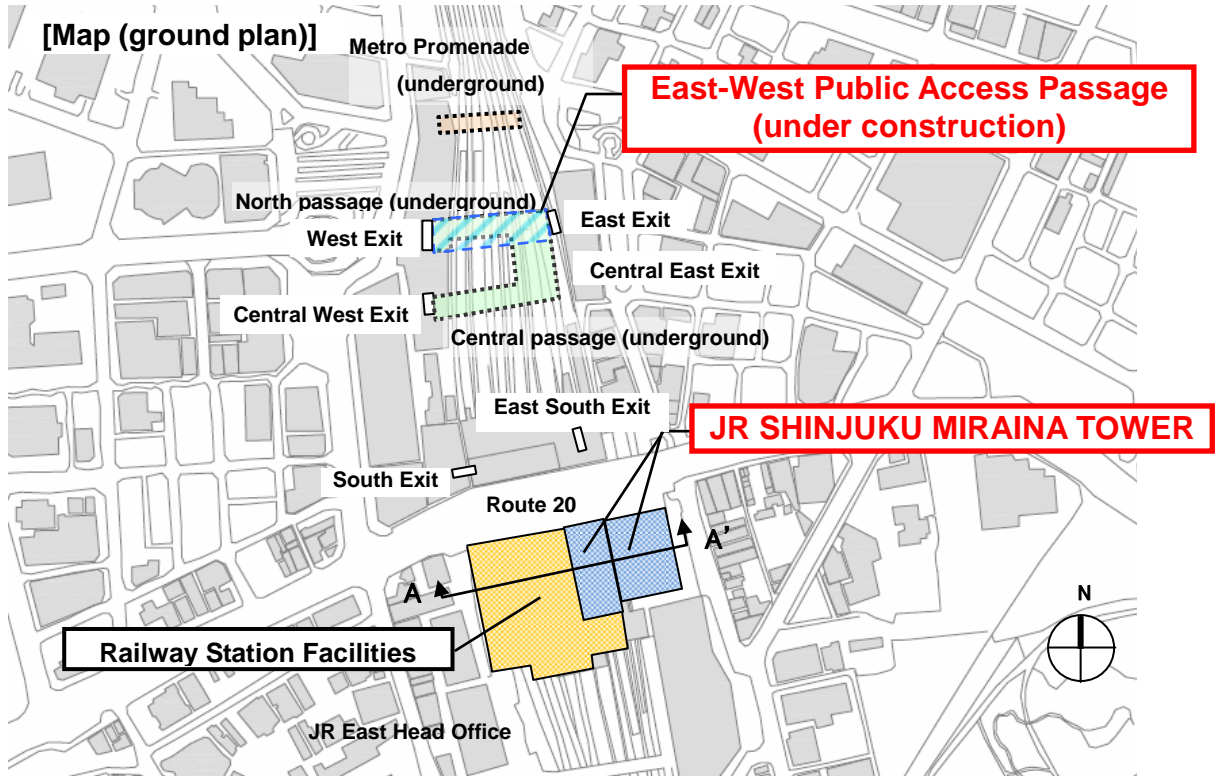 [Map (ground plan)]
Metro Promenade
(underground)
East-West Public Access Passage
(under construction)
North passage (underground)
West Exit
East Exit
Central East Exit
Central West Exit
Central passage (underground)
East South Exit
JR SHINJUKU MIRAINA TOWER
South Exit
Route 20
A'
A
N
Railway Station Facilities
JR East Head Office